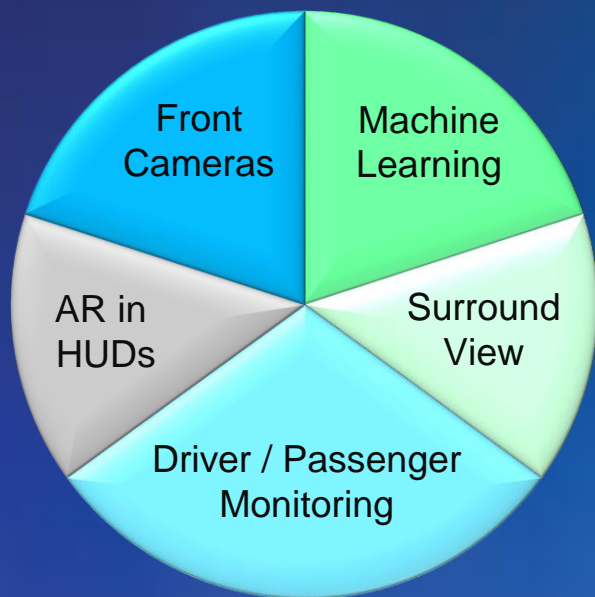 Front
Cameras
Machine
Learning
AR in
HUDs
Surround
View
Driver / Passenger
Monitoring